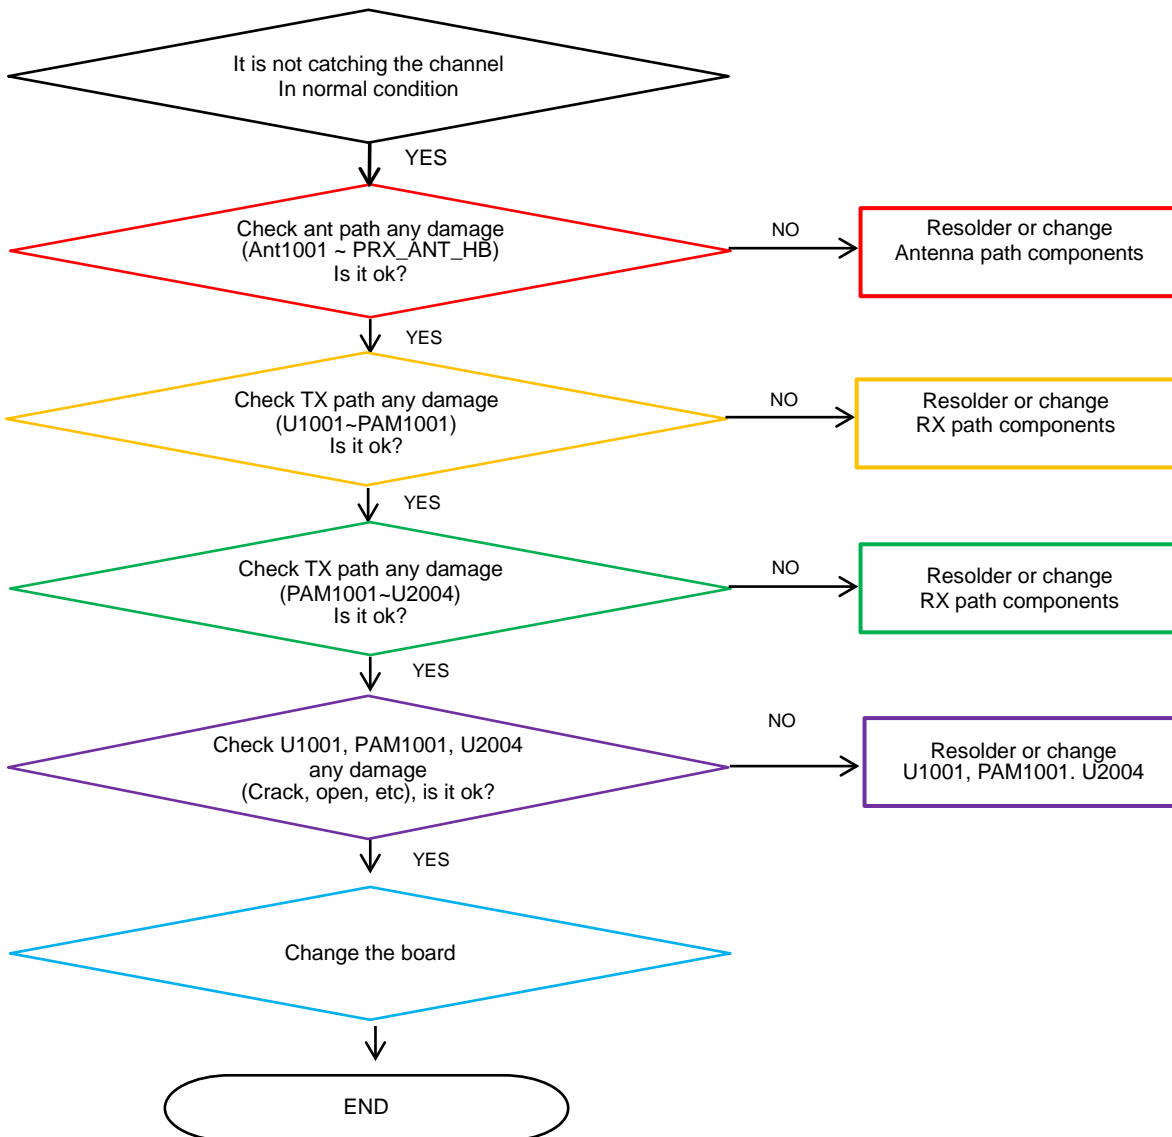 It is not catching the channel
In normal condition
YES
Check ant path any damage
(Ant1001 ~ PRX_ANT_HB)
Is it ok?
NO
Resolder or change
Antenna path components
YES
Check TX path any damage
(U1001~PAM1001)
Is it ok?
NO
Resolder or change
RX path components
YES
Check TX path any damage
(PAM1001~U2004)
Is it ok?
NO
Resolder or change
RX path components
YES
Check U1001, PAM1001, U2004
any damage
(Crack, open, etc), is it ok?
NO
Resolder or change
U1001, PAM1001. U2004
YES
Change the board
END